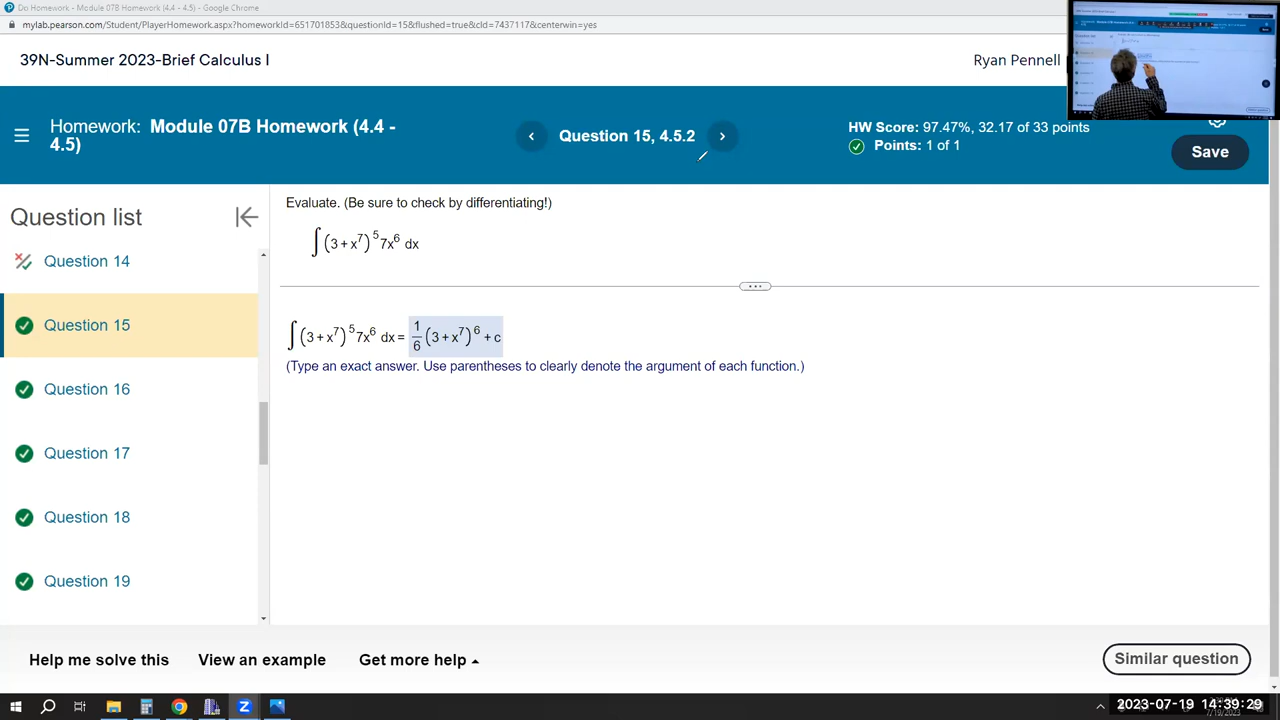 Do Homework - Module 07B Homework (4.4 - 4.5) - Google Chrome
mylab.pearson.com/Student/PlayerHomework.aspx?homeworkId=651701853&questionId=15&flushed=true&cId=7437117&centerwin=yes
39N-Summer 2023-Brief Calculus I
Ryan Pennell
Homework: Module 07B Homework (4.4 - 4.5)
Question 15, 4.5.2
HW Score: 97.47%, 32.17 of 33 points
Points: 1 of 1
Save
Question list
Question 14
Question 15
Question 16
Question 17
Question 18
Question 19
Evaluate. (Be sure to check by differentiating!)
∫(3+x⁷)⁵7x⁶ dx
∫(3+x⁷)⁵7x⁶ dx = 1/6 (3+x⁷)⁶ + c
(Type an exact answer. Use parentheses to clearly denote the argument of each function.)
Help me solve this
View an example
Get more help
Similar question
2023-07-19 14:39:29